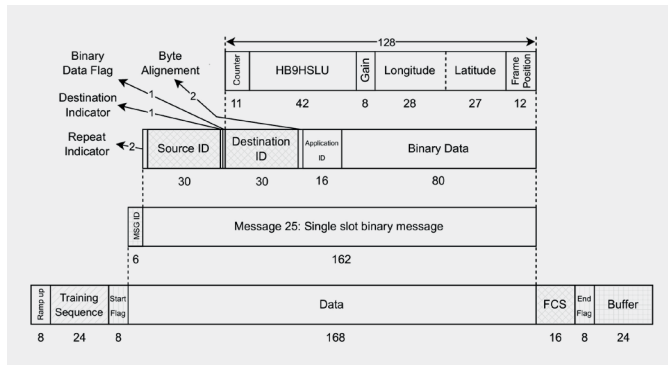 128
Binary
Data Flag
Byte
Alignement
Counter
HB9HSLU
Gain
Longitude
Latitude
Frame
Position
1
2
11
42
8
28
27
12
Destination
Indicator
1
Repeat
Indicator
2
Source ID
Destination
ID
Application
ID
Binary Data
30
30
16
80
MSG ID
Message 25: Single slot binary message
6
162
Ramp up
Training
Sequence
Start
Flag
Data
FCS
End
Flag
Buffer
8
24
8
168
16
8
24